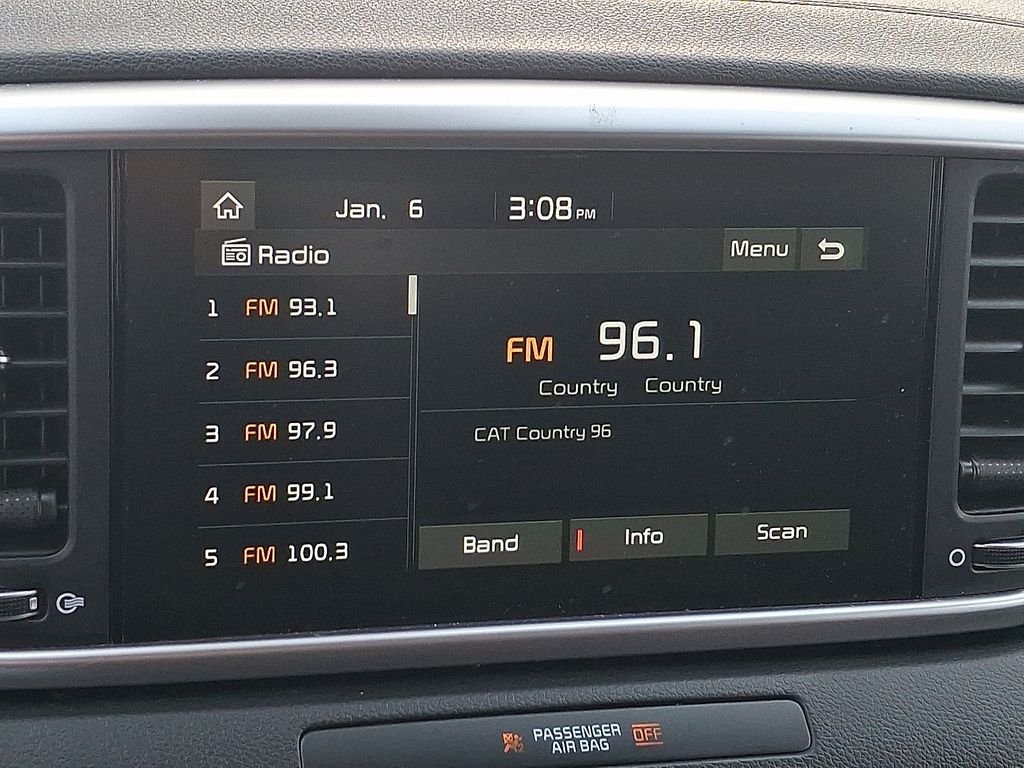 Jan. 6 3:08 PM
Radio Menu
1 FM 93.1
2 FM 96.3
3 FM 97.9
4 FM 99.1
5 FM 100.3
FM 96.1
Country Country
CAT Country 96
Band Info Scan
PASSENGER
AIR BAG OFF